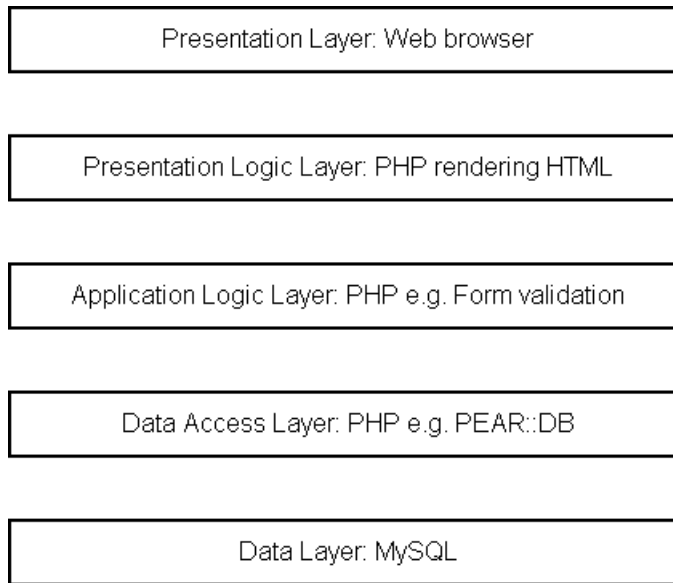 Presentation Layer: Web browser
Presentation Logic Layer: PHP rendering HTML
Application Logic Layer: PHP e.g. Form validation
Data Access Layer: PHP e.g. PEAR::DB
Data Layer: MySQL